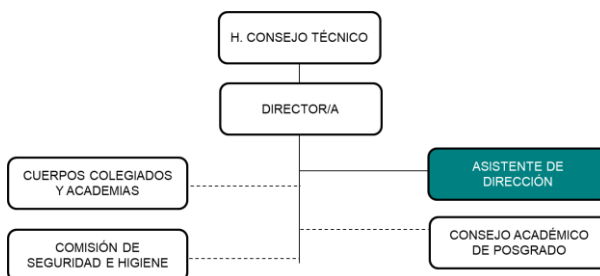 H. CONSEJO TÉCNICO
DIRECTOR/A
CUERPOS COLEGIADOS
Y ACADEMIAS
ASISTENTE DE
DIRECCIÓN
COMISIÓN DE
SEGURIDAD E HIGIENE
CONSEJO ACADÉMICO
DE POSGRADO